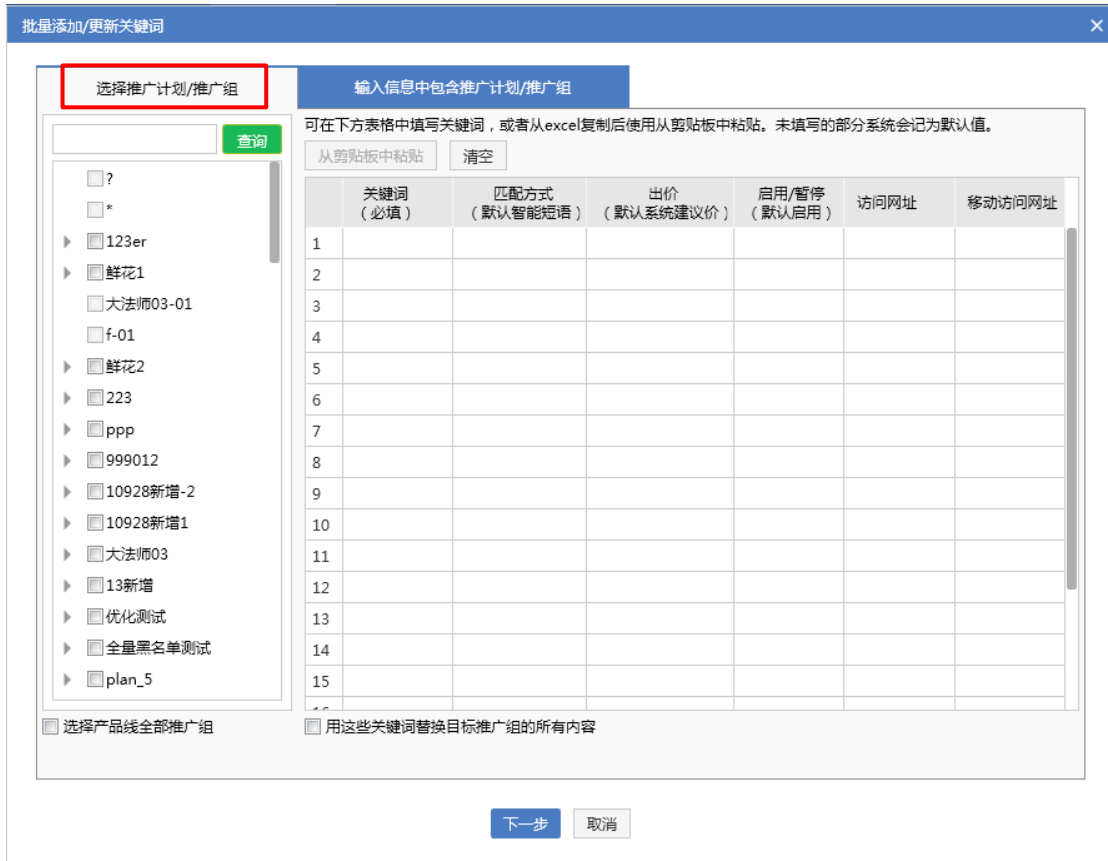 批量添加/更新关键词
选择推广计划/推广组
输入信息中包含推广计划/推广组
查询
可在下方表格中填写关键词，或者从excel复制后使用从剪贴板中粘贴。未填写的部分系统会记为默认值。
从剪贴板中粘贴 清空
关键词
（必填）
匹配方式
（默认智能短语）
出价
（默认系统建议价）
启用/暂停
（默认启用）
访问网址
移动访问网址
?
*
123er
鲜花1
大法师03-01
f-01
鲜花2
223
ppp
999012
10928新增-2
10928新增1
大法师03
13新增
优化测试
全量黑名单测试
plan_5
1
2
3
4
5
6
7
8
9
10
11
12
13
14
15
选择产品线全部推广组
用这些关键词替换目标推广组的所有内容
下一步 取消